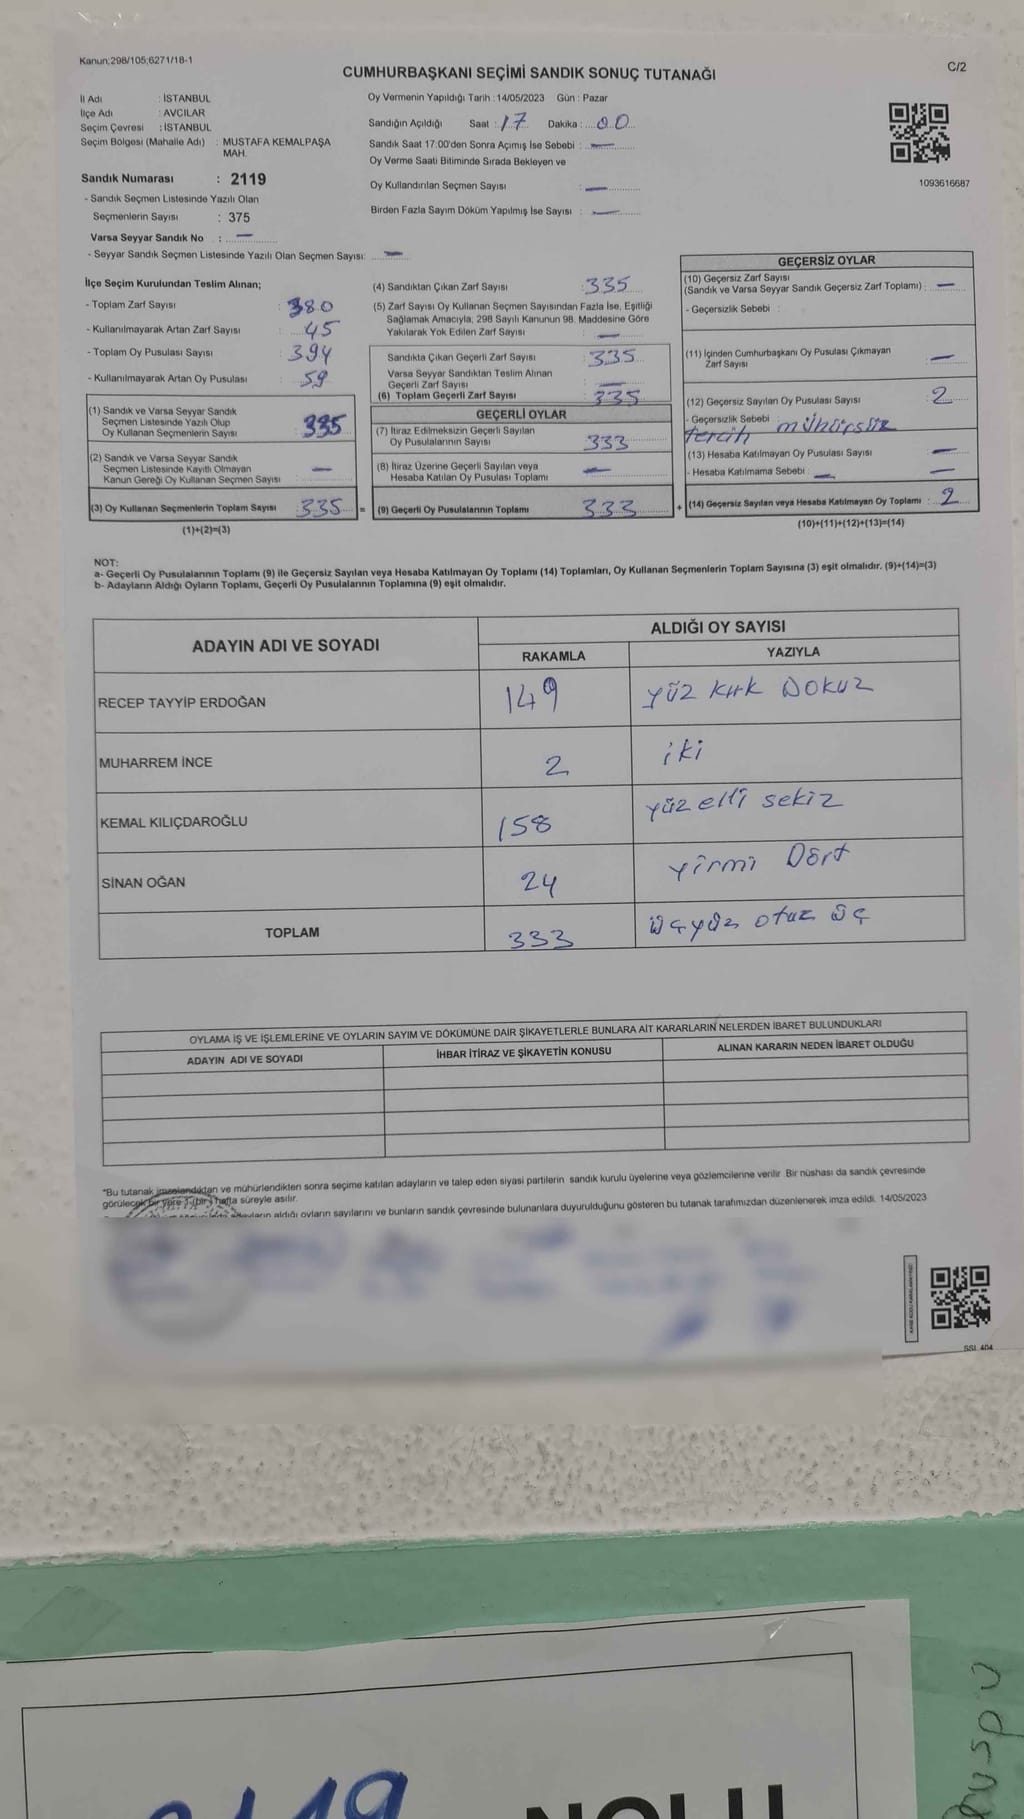 Kanun;298/105;6271/18-1
C/2
CUMHURBAŞKANI SEÇİMİ SANDIK SONUÇ TUTANAĞI
İl Adı : İSTANBUL
İlçe Adı : AVCILAR
Seçim Çevresi : İSTANBUL
Seçim Bölgesi (Mahalle Adı) : MUSTAFA KEMALPAŞA
MAH.
Sandık Numarası : 2119
- Sandık Seçmen Listesinde Yazılı Olan
Seçmenlerin Sayısı : 375
Varsa Seyyar Sandık No : —
- Seyyar Sandık Seçmen Listesinde Yazılı Olan Seçmen Sayısı: —
Oy Vermenin Yapıldığı Tarih : 14/05/2023 Gün : Pazar
Sandığın Açıldığı Saat : 17 Dakika : 00
Sandık Saat 17:00'den Sonra Açımış İse Sebebi : —
Oy Verme Saati Bitiminde Sırada Bekleyen ve
Oy Kullandırılan Seçmen Sayısı : —
Birden Fazla Sayım Döküm Yapılmış İse Sayısı : —
1093616687
İlçe Seçim Kurulundan Teslim Alınan;
- Toplam Zarf Sayısı : 380
- Kullanılmayarak Artan Zarf Sayısı : 45
- Toplam Oy Pusulası Sayısı : 394
- Kullanılmayarak Artan Oy Pusulası : 59
(1) Sandık ve Varsa Seyyar Sandık
Seçmen Listesinde Yazılı Olup
Oy Kullanan Seçmenlerin Sayısı : 335
(2) Sandık ve Varsa Seyyar Sandık
Seçmen Listesinde Kayıtlı Olmayan
Kanun Gereği Oy Kullanan Seçmen Sayısı : —
(3) Oy Kullanan Seçmenlerin Toplam Sayısı : 335 =
(1)+(2)=(3)
(4) Sandıktan Çıkan Zarf Sayısı : 335
(5) Zarf Sayısı Oy Kullanan Seçmen Sayısından Fazla İse, Eşitliği
Sağlamak Amacıyla; 298 Sayılı Kanunun 98. Maddesine Göre
Yakılarak Yok Edilen Zarf Sayısı : —
Sandıkta Çıkan Geçerli Zarf Sayısı : 335
Varsa Seyyar Sandıktan Teslim Alınan
Geçerli Zarf Sayısı : —
(6) Toplam Geçerli Zarf Sayısı : 335
GEÇERLİ OYLAR
(7) İtiraz Edilmeksizin Geçerli Sayılan
Oy Pusulalarının Sayısı : 333
(8) İtiraz Üzerine Geçerli Sayılan veya
Hesaba Katılan Oy Pusulası Toplamı : —
(9) Geçerli Oy Pusulalarının Toplamı : 333 +
GEÇERSİZ OYLAR
(10) Geçersiz Zarf Sayısı
(Sandık ve Varsa Seyyar Sandık Geçersiz Zarf Toplamı) : —
- Geçersizlik Sebebi :
(11) İçinden Cumhurbaşkanı Oy Pusulası Çıkmayan
Zarf Sayısı : —
(12) Geçersiz Sayılan Oy Pusulası Sayısı : 2
- Geçersizlik Sebebi : mühürsüz
tercih
(13) Hesaba Katılmayan Oy Pusulası Sayısı : —
- Hesaba Katılmama Sebebi : — —
(14) Geçersiz Sayılan veya Hesaba Katılmayan Oy Toplamı : 2
(10)+(11)+(12)+(13)=(14)
NOT:
a- Geçerli Oy Pusulalarının Toplamı (9) ile Geçersiz Sayılan veya Hesaba Katılmayan Oy Toplamı (14) Toplamları, Oy Kullanan Seçmenlerin Toplam Sayısına (3) eşit olmalıdır. (9)+(14)=(3)
b- Adayların Aldığı Oyların Toplamı, Geçerli Oy Pusulalarının Toplamına (9) eşit olmalıdır.
ADAYIN ADI VE SOYADI
ALDIĞI OY SAYISI
RAKAMLA YAZIYLA
RECEP TAYYİP ERDOĞAN 149 yüz kırk Dokuz
MUHARREM İNCE 2 iki
KEMAL KILIÇDAROĞLU 158 yüz elli sekiz
SİNAN OĞAN 24 yirmi Dört
TOPLAM 333 üçyüz otuz üç
OYLAMA İŞ VE İŞLEMLERİNE VE OYLARIN SAYIM VE DÖKÜMÜNE DAİR ŞİKAYETLERLE BUNLARA AİT KARARLARIN NELERDEN İBARET BULUNDUKLARI
ADAYIN ADI VE SOYADI İHBAR İTİRAZ VE ŞİKAYETİN KONUSU ALINAN KARARIN NEDEN İBARET OLDUĞU
*Bu tutanak imzalandıktan ve mühürlendikten sonra seçime katılan adayların ve talep eden siyasi partilerin sandık kurulu üyelerine veya gözlemcilerine verilir. Bir nüshası da sandık çevresinde
görülecek bir yere 1 (bir) hafta süreyle asılır.
aldığı oyların sayılarını ve bunların sandık çevresinde bulunanlara duyurulduğunu gösteren bu tutanak tarafımızdan düzenlenerek imza edildi. 14/05/2023
SSI. 404
2119 NOLU